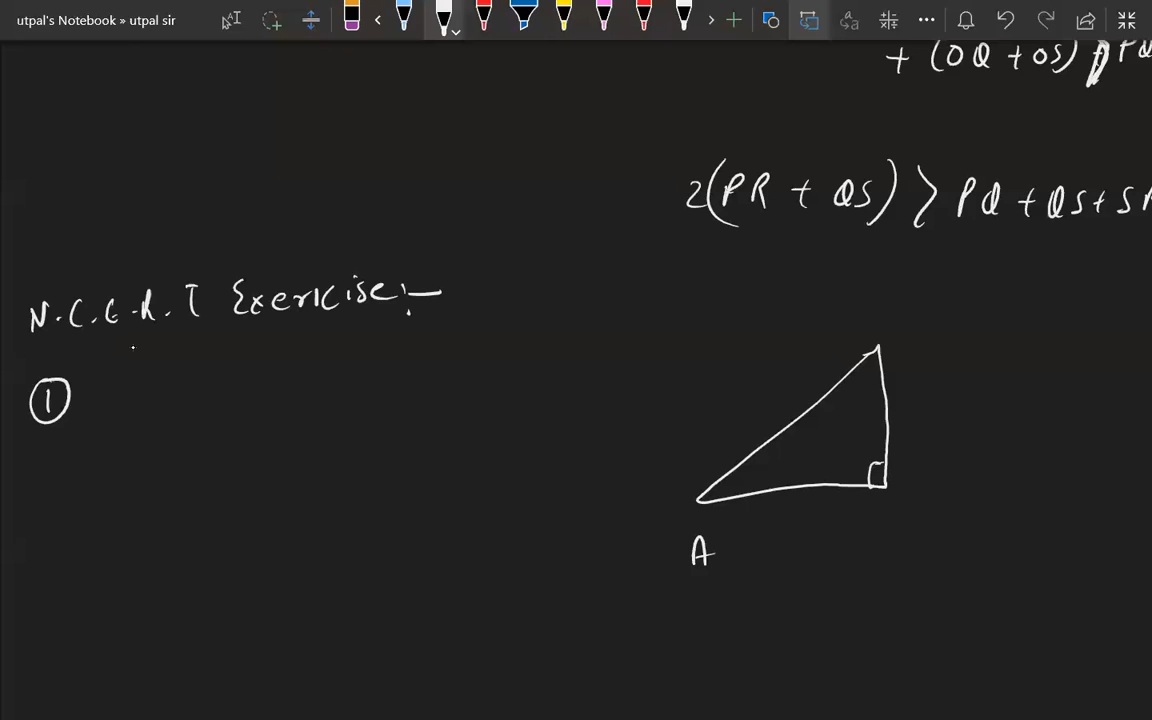 utpal's Notebook » utpal sir
+ (OQ + OS)
2(PR + QS) > PQ + QS + S
N.C.E.R.T Exercise:-
1
A